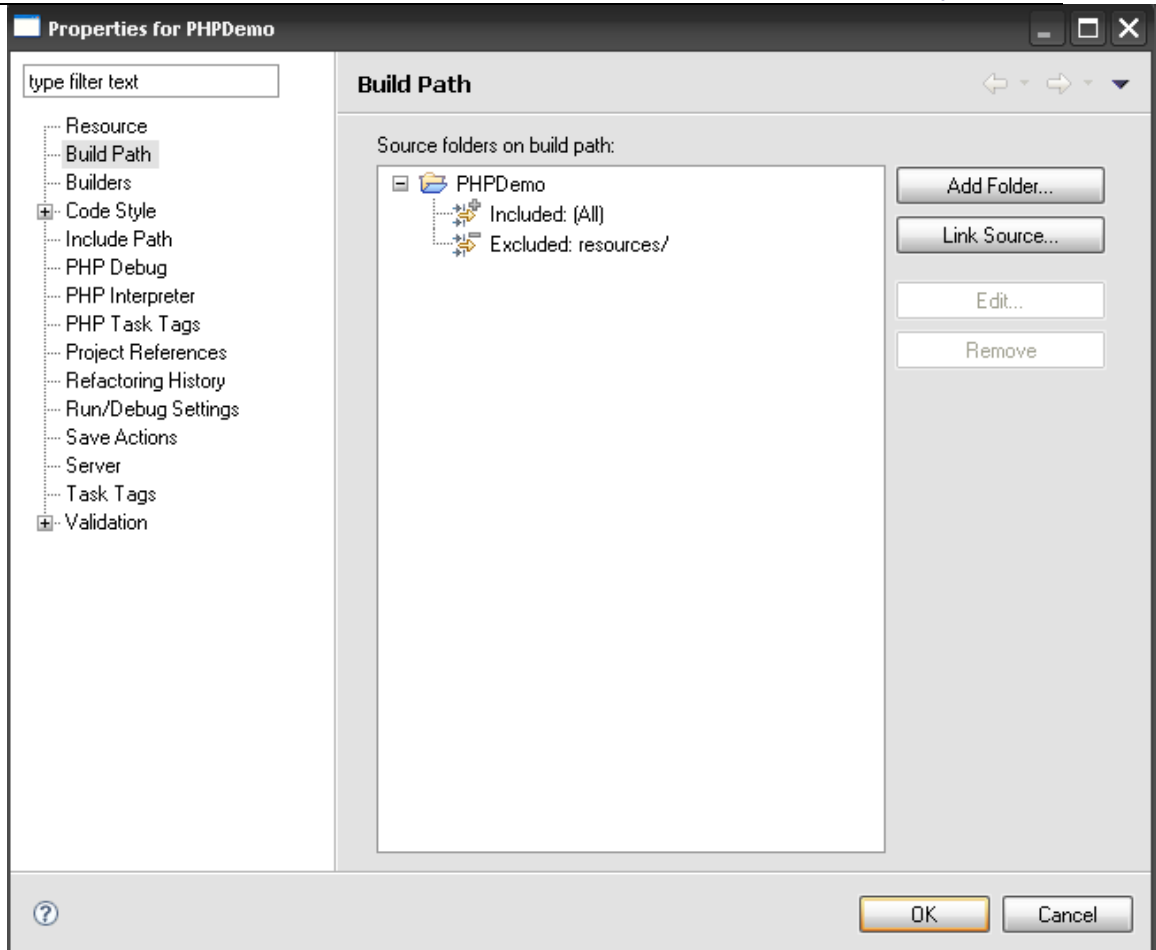 Properties for PHPDemo
type filter text
Resource
Build Path
Builders
Code Style
Include Path
PHP Debug
PHP Interpreter
PHP Task Tags
Project References
Refactoring History
Run/Debug Settings
Save Actions
Server
Task Tags
Validation
Build Path
Source folders on build path:
PHPDemo
Included: (All)
Excluded: resources/
Add Folder...
Link Source...
Edit...
Remove
OK
Cancel